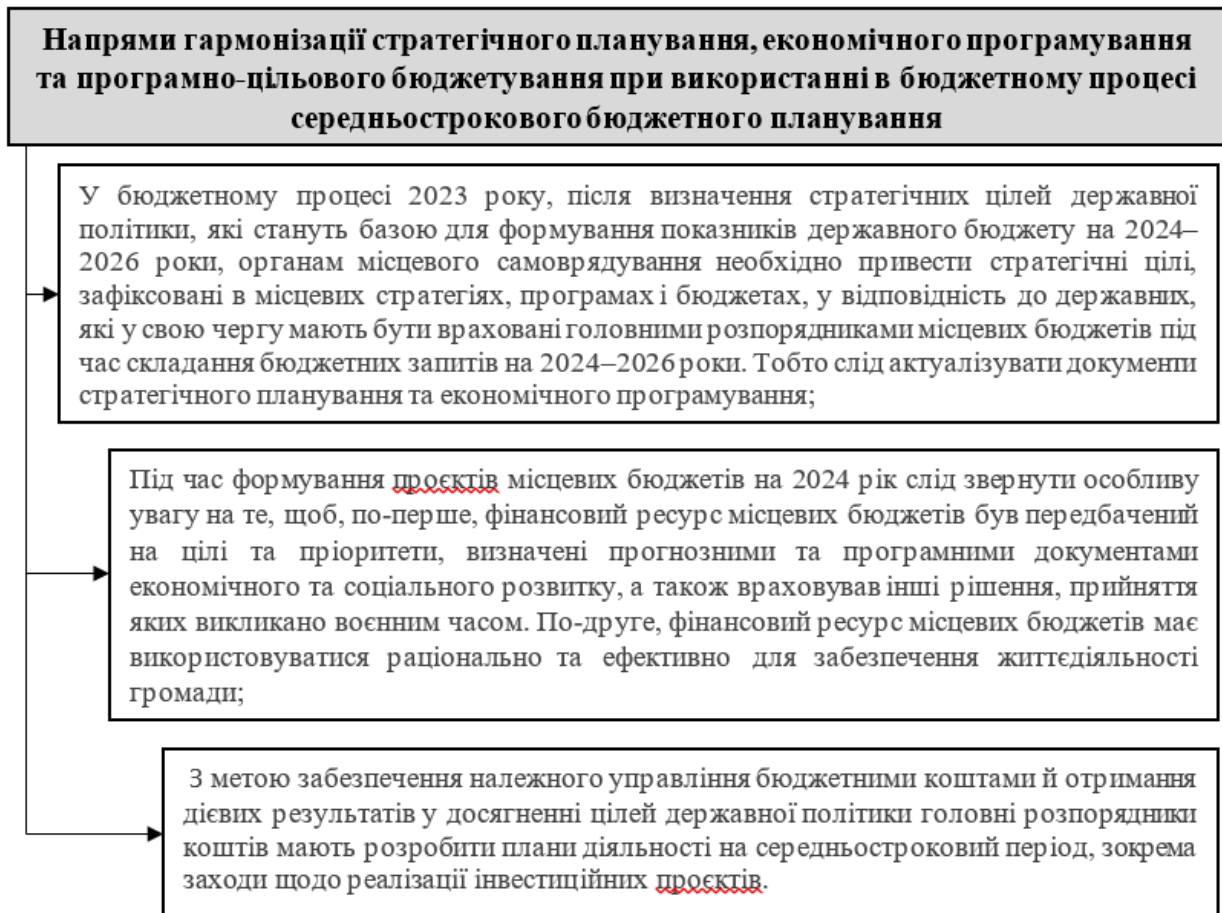 Напрями гармонізації стратегічного планування, економічного програмування
та програмно-цільового бюджетування при використанні в бюджетному процесі
середньострокового бюджетного планування
У бюджетному процесі 2023 року, після визначення стратегічних цілей державної
політики, які стануть базою для формування показників державного бюджету на 2024–
2026 роки, органам місцевого самоврядування необхідно привести стратегічні цілі,
зафіксовані в місцевих стратегіях, програмах і бюджетах, у відповідність до державних,
які у свою чергу мають бути враховані головними розпорядниками місцевих бюджетів під
час складання бюджетних запитів на 2024–2026 роки. Тобто слід актуалізувати документи
стратегічного планування та економічного програмування;
Під час формування проєктів місцевих бюджетів на 2024 рік слід звернути особливу
увагу на те, щоб, по-перше, фінансовий ресурс місцевих бюджетів був передбачений
на цілі та пріоритети, визначені прогнозними та програмними документами
економічного та соціального розвитку, а також враховував інші рішення, прийняття
яких викликано воєнним часом. По-друге, фінансовий ресурс місцевих бюджетів має
використовуватися раціонально та ефективно для забезпечення життєдіяльності
громади;
З метою забезпечення належного управління бюджетними коштами й отримання
дієвих результатів у досягненні цілей державної політики головні розпорядники
коштів мають розробити плани діяльності на середньостроковий період, зокрема
заходи щодо реалізації інвестиційних проєктів.